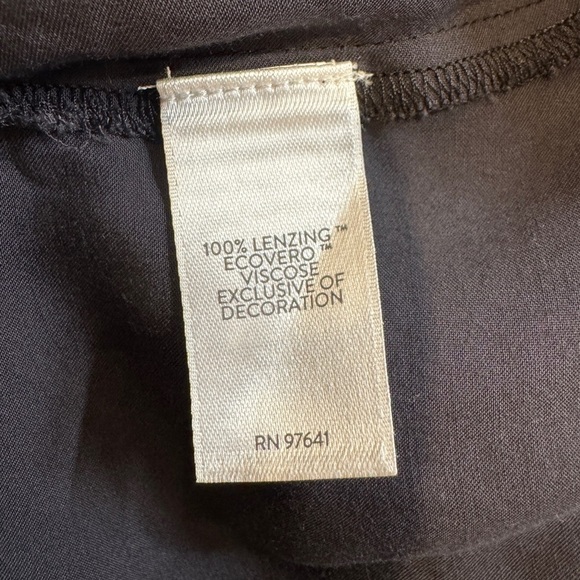 100% LENZING™
ECOVERO™
VISCOSE
EXCLUSIVE OF
DECORATION
RN 97641